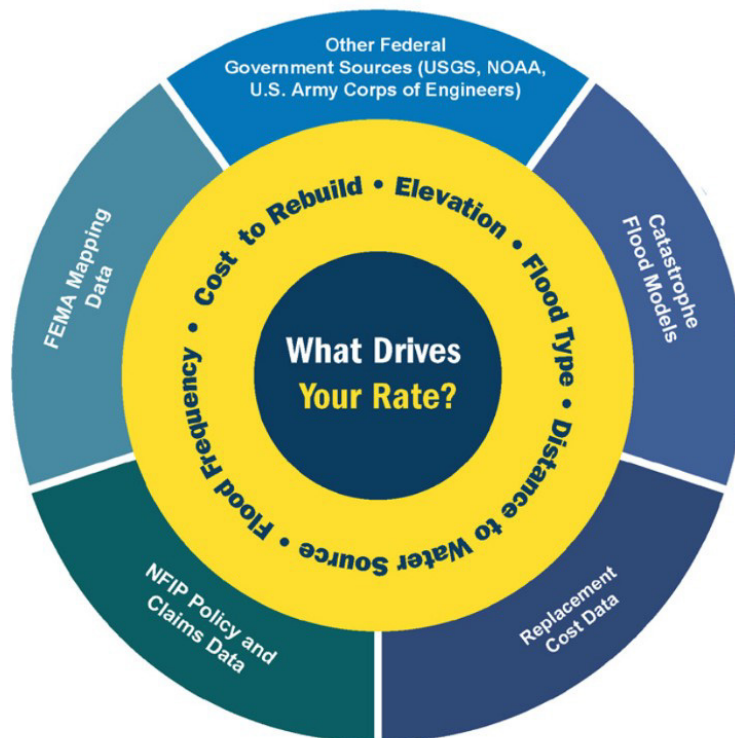 Other Federal
Government Sources (USGS, NOAA,
U.S. Army Corps of Engineers)
Catastrophe
Flood Models
Replacement
Cost Data
NFIP Policy and
Claims Data
FEMA Mapping
Data
Cost to Rebuild • Elevation • Flood Type • Distance to Water Source • Flood Frequency •
What Drives
Your Rate?